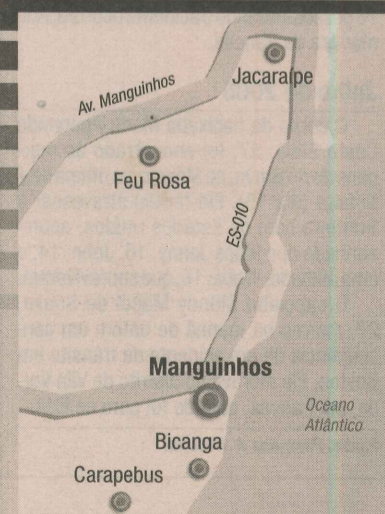 Jacaraípe
Av. Manguinhos
Feu Rosa
ES-010
Manguinhos
Oceano
Atlântico
Bicanga
Carapebus